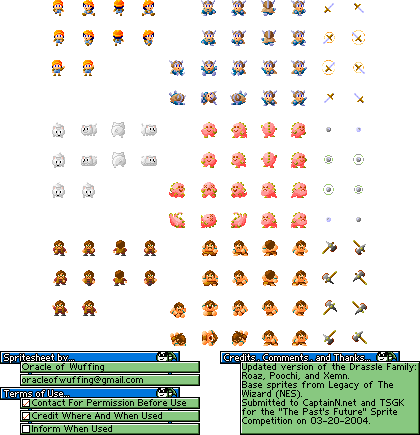 Spritesheet by...
Oracle of Wuffing
oracleofwuffing@gmail.com
Terms of Use...
Contact For Permission Before Use
Credit Where And When Used
Inform When Used
Credits, Comments, and Thanks...
Updated version of the Drassle Family:
Roaz, Poochi, and Xemn.
Base sprites from Legacy of The
Wizard (NES).
Submitted to CaptainN.net and TSGK
for the "The Past's Future" Sprite
Competition on 03-20-2004.